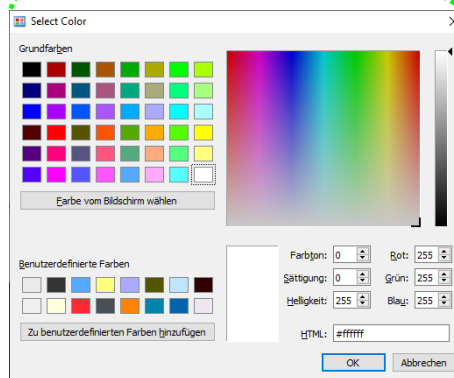 Select Color
Grundfarben
Farbe vom Bildschirm wählen
Benutzerdefinierte Farben
Zu benutzerdefinierten Farben hinzufügen
Farbton: 0 Rot: 255
Sättigung: 0 Grün: 255
Helligkeit: 255 Blau: 255
HTML: #ffffff
OK Abbrechen